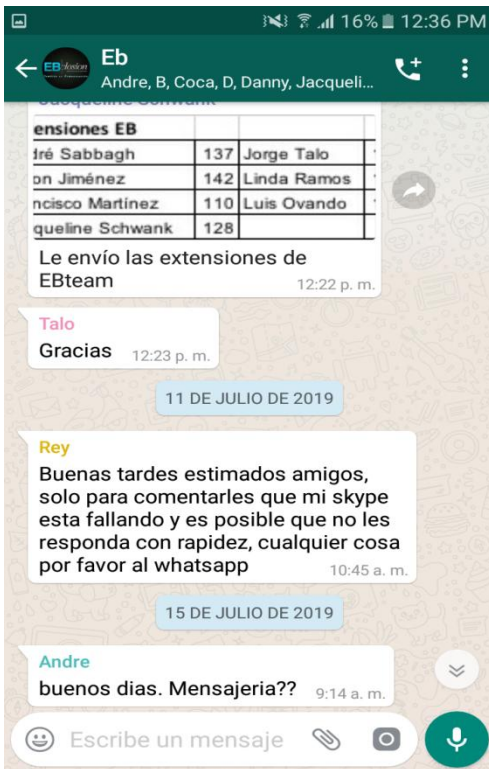 16% 12:36 PM
EB fusion
Eb
Andre, B, Coca, D, Danny, Jacqueli...
Jacqueline Schwank
ensiones EB
dré Sabbagh 137 Jorge Talo
on Jiménez 142 Linda Ramos
ncisco Martínez 110 Luis Ovando
queline Schwank 128
Le envío las extensiones de
EBteam 12:22 p. m.
Talo
Gracias 12:23 p. m.
11 DE JULIO DE 2019
Rey
Buenas tardes estimados amigos,
solo para comentarles que mi skype
esta fallando y es posible que no les
responda con rapidez, cualquier cosa
por favor al whatsapp 10:45 a. m.
15 DE JULIO DE 2019
Andre
buenos dias. Mensajeria?? 9:14 a. m.
Escribe un mensaje